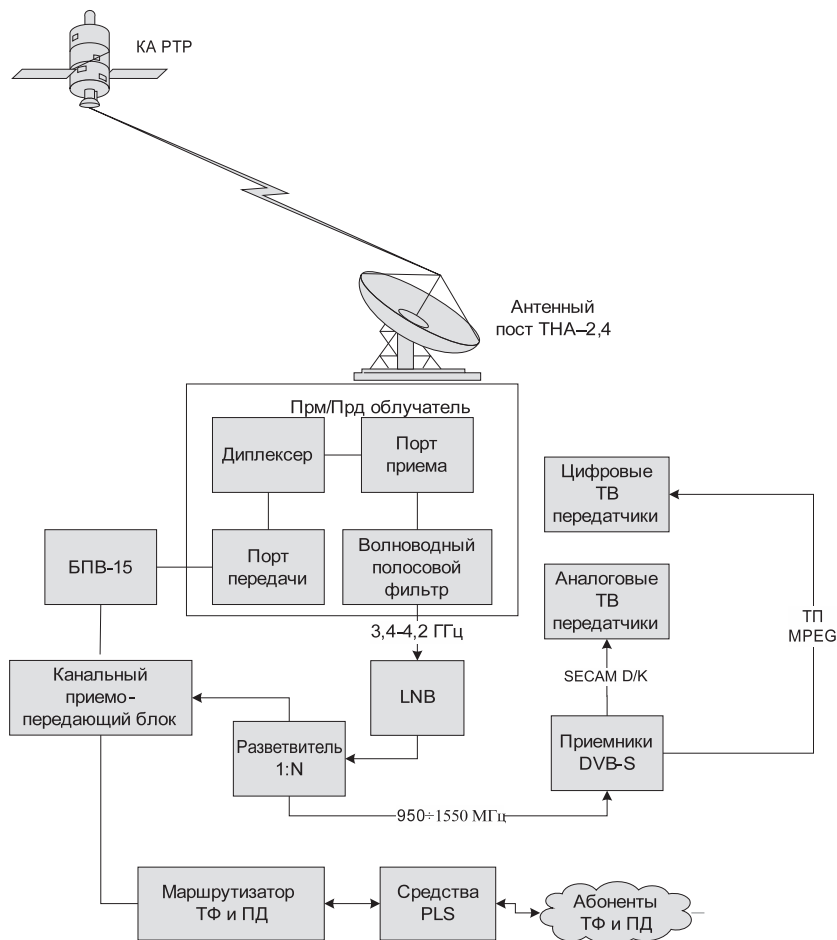 КА РТР
Антенный
пост ТНА–2,4
Прм/Прд облучатель
Диплексер
Порт
приема
Цифровые
ТВ
передатчики
БПВ-15
Порт
передачи
Волноводный
полосовой
фильтр
Аналоговые
ТВ
передатчики
ТП
MPEG
3,4-4,2 ГГц
Канальный
приемо-
передающий блок
LNB
SECAM D/K
Разветвитель
1:N
Приемники
DVB-S
950÷1550 МГц
Маршрутизатор
ТФ и ПД
Средства
PLS
Абоненты
ТФ и ПД